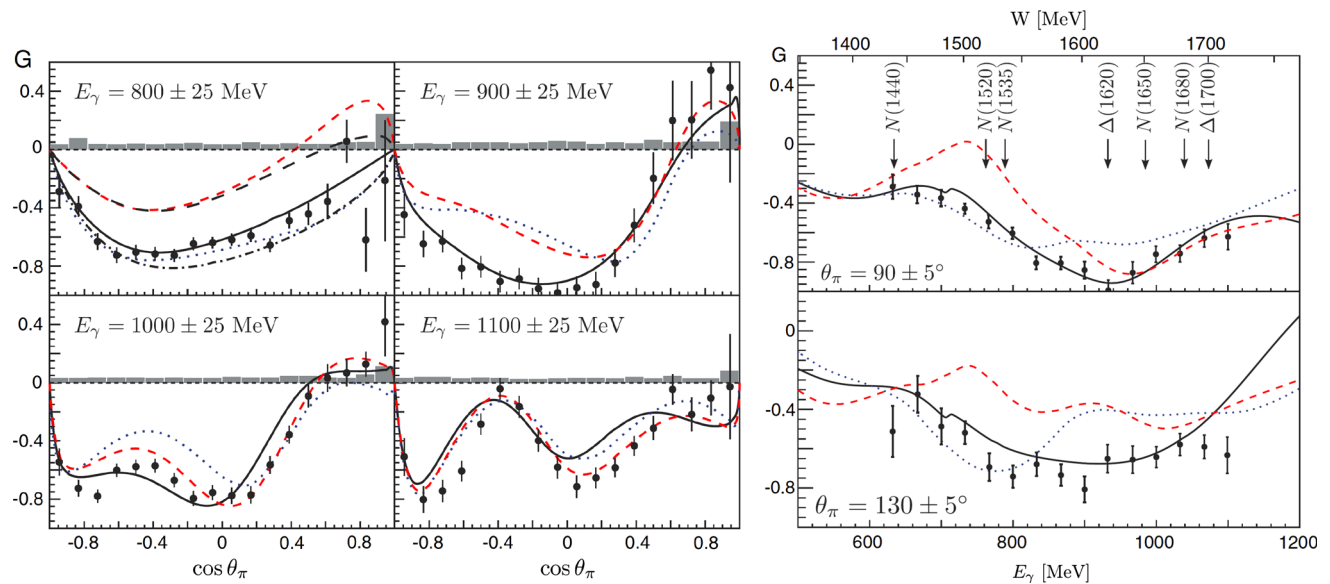 G
E_γ = 800 ± 25 MeV
E_γ = 900 ± 25 MeV
0.4
0
-0.4
-0.8
E_γ = 1000 ± 25 MeV
E_γ = 1100 ± 25 MeV
0.4
0
-0.4
-0.8
-0.8 -0.4 0 0.4 0.8
-0.8 -0.4 0 0.4 0.8
cos θ_π
cos θ_π
W [MeV]
1400 1500 1600 1700
G
0.4
0
-0.4
-0.8
N(1440)
N(1520)
N(1535)
Δ(1620)
N(1650)
N(1680)
Δ(1700)
θ_π = 90 ± 5°
0
-0.4
-0.8
θ_π = 130 ± 5°
600 800 1000 1200
E_γ [MeV]